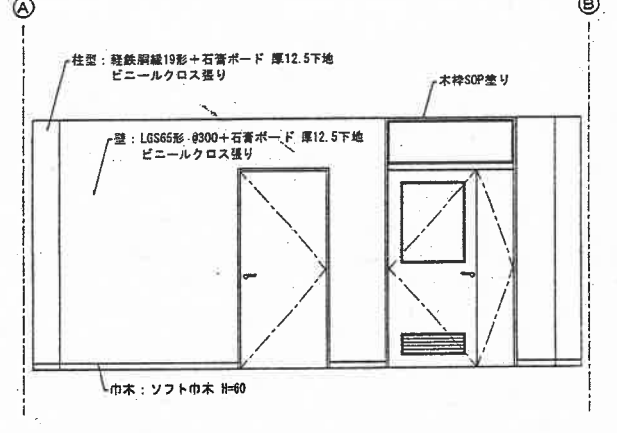 A
B
柱型：軽鉄胴縁19形＋石膏ボード 厚12.5下地
ビニールクロス張り
木枠SOP塗り
壁：LGS65形 @300＋石膏ボード 厚12.5下地
ビニールクロス張り
巾木：ソフト巾木 H=60